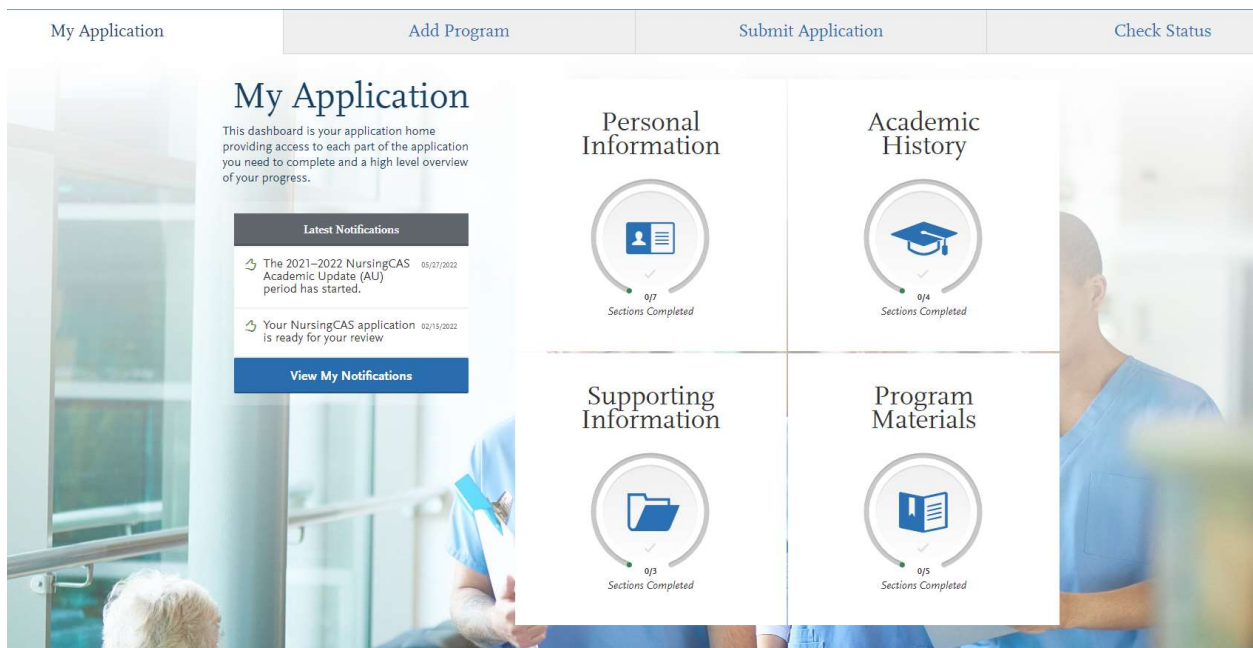 My Application
Add Program
Submit Application
Check Status
My Application
This dashboard is your application home
providing access to each part of the application
you need to complete and a high level overview
of your progress.
Latest Notifications
The 2021–2022 NursingCAS 05/27/2022
Academic Update (AU)
period has started.
Your NursingCAS application 02/15/2022
is ready for your review
View My Notifications
Personal
Information
0/7
Sections Completed
Academic
History
0/4
Sections Completed
Supporting
Information
0/3
Sections Completed
Program
Materials
0/5
Sections Completed